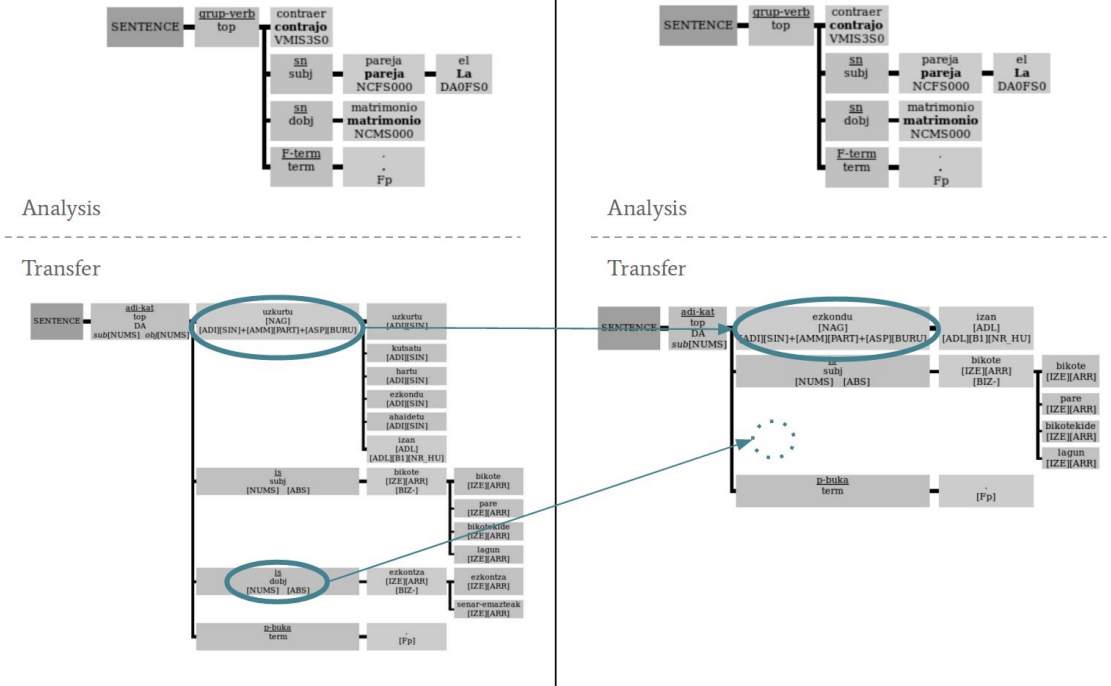 SENTENCE
grup-verb
top
contraer
contrajo
VMIS3S0
sn
subj
pareja
pareja
NCFS000
el
La
DA0FS0
sn
dobj
matrimonio
matrimonio
NCMS000
F-term
term
.
.
Fp
Analysis
Transfer
SENTENCE
adi-kat
top
DA
sub[NUMS] obj[NUMS]
uzkurtu
[NAG]
[ADI][SIN]+[AMM][PART]+[ASP][BURU]
uzkurtu
[ADI][SIN]
kutsatu
[ADI][SIN]
hartu
[ADI][SIN]
ezkondu
[ADI][SIN]
ahaidetu
[ADI][SIN]
izan
[ADL]
[ADL][B1][NR_HU]
is
subj
[NUMS] [ABS]
bikote
[IZE][ARR]
[BIZ-]
bikote
[IZE][ARR]
pare
[IZE][ARR]
bikotekide
[IZE][ARR]
lagun
[IZE][ARR]
is
dobj
[NUMS] [ABS]
ezkontza
[IZE][ARR]
[BIZ-]
ezkontza
[IZE][ARR]
senar-emazteak
[IZE][ARR]
p-buka
term
.
[Fp]
SENTENCE
grup-verb
top
contraer
contrajo
VMIS3S0
sn
subj
pareja
pareja
NCFS000
el
La
DA0FS0
sn
dobj
matrimonio
matrimonio
NCMS000
F-term
term
.
.
Fp
Analysis
Transfer
SENTENCE
adi-kat
top
DA
sub[NUMS]
ezkondu
[NAG]
[ADI][SIN]+[AMM][PART]+[ASP][BURU]
izan
[ADL]
[ADL][B1][NR_HU]
is
subj
[NUMS] [ABS]
bikote
[IZE][ARR]
[BIZ-]
bikote
[IZE][ARR]
pare
[IZE][ARR]
bikotekide
[IZE][ARR]
lagun
[IZE][ARR]
p-buka
term
.
[Fp]